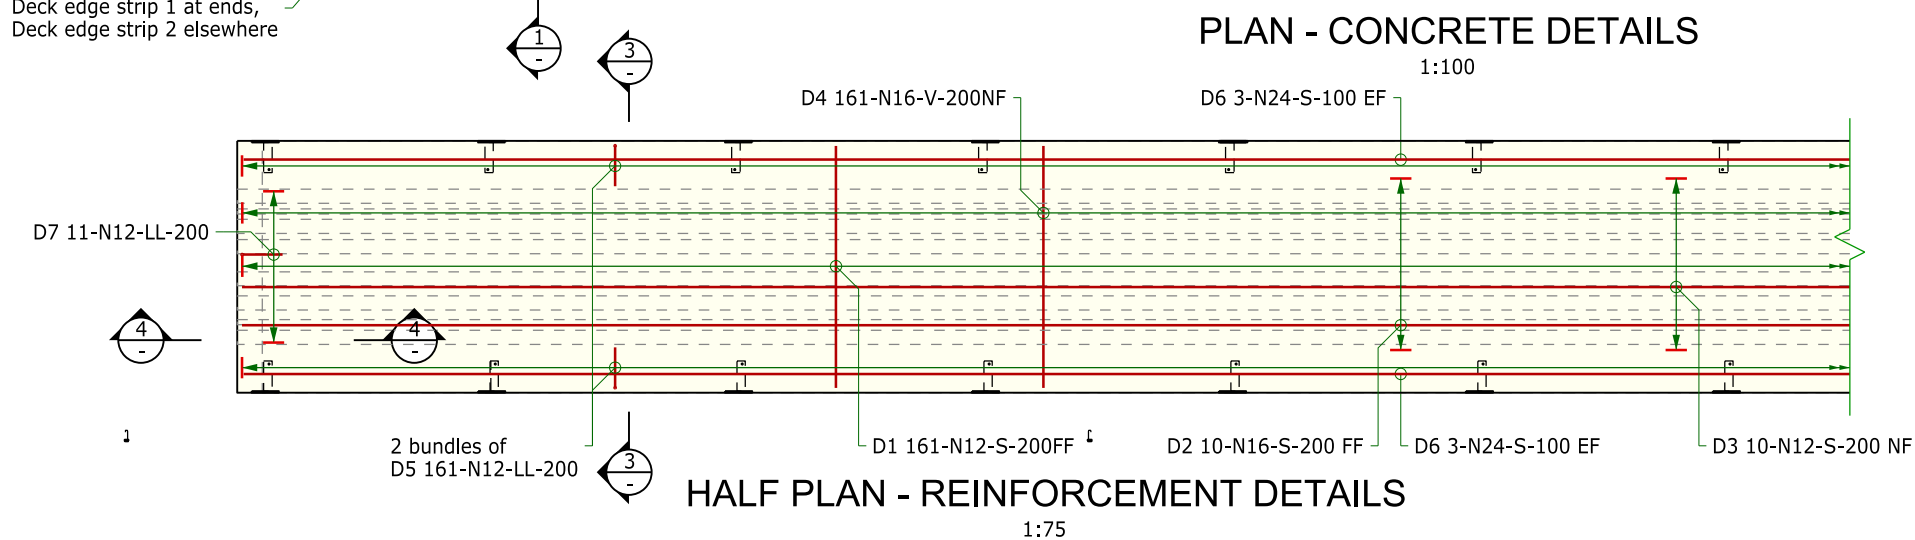 Deck edge strip 1 at ends,
Deck edge strip 2 elsewhere
1
-
3
-
PLAN - CONCRETE DETAILS
1:100
D4 161-N16-V-200NF
D6 3-N24-S-100 EF
D7 11-N12-LL-200
4
-
4
-
2 bundles of
D5 161-N12-LL-200
3
-
D1 161-N12-S-200FF
D2 10-N16-S-200 FF
D6 3-N24-S-100 EF
D3 10-N12-S-200 NF
HALF PLAN - REINFORCEMENT DETAILS
1:75